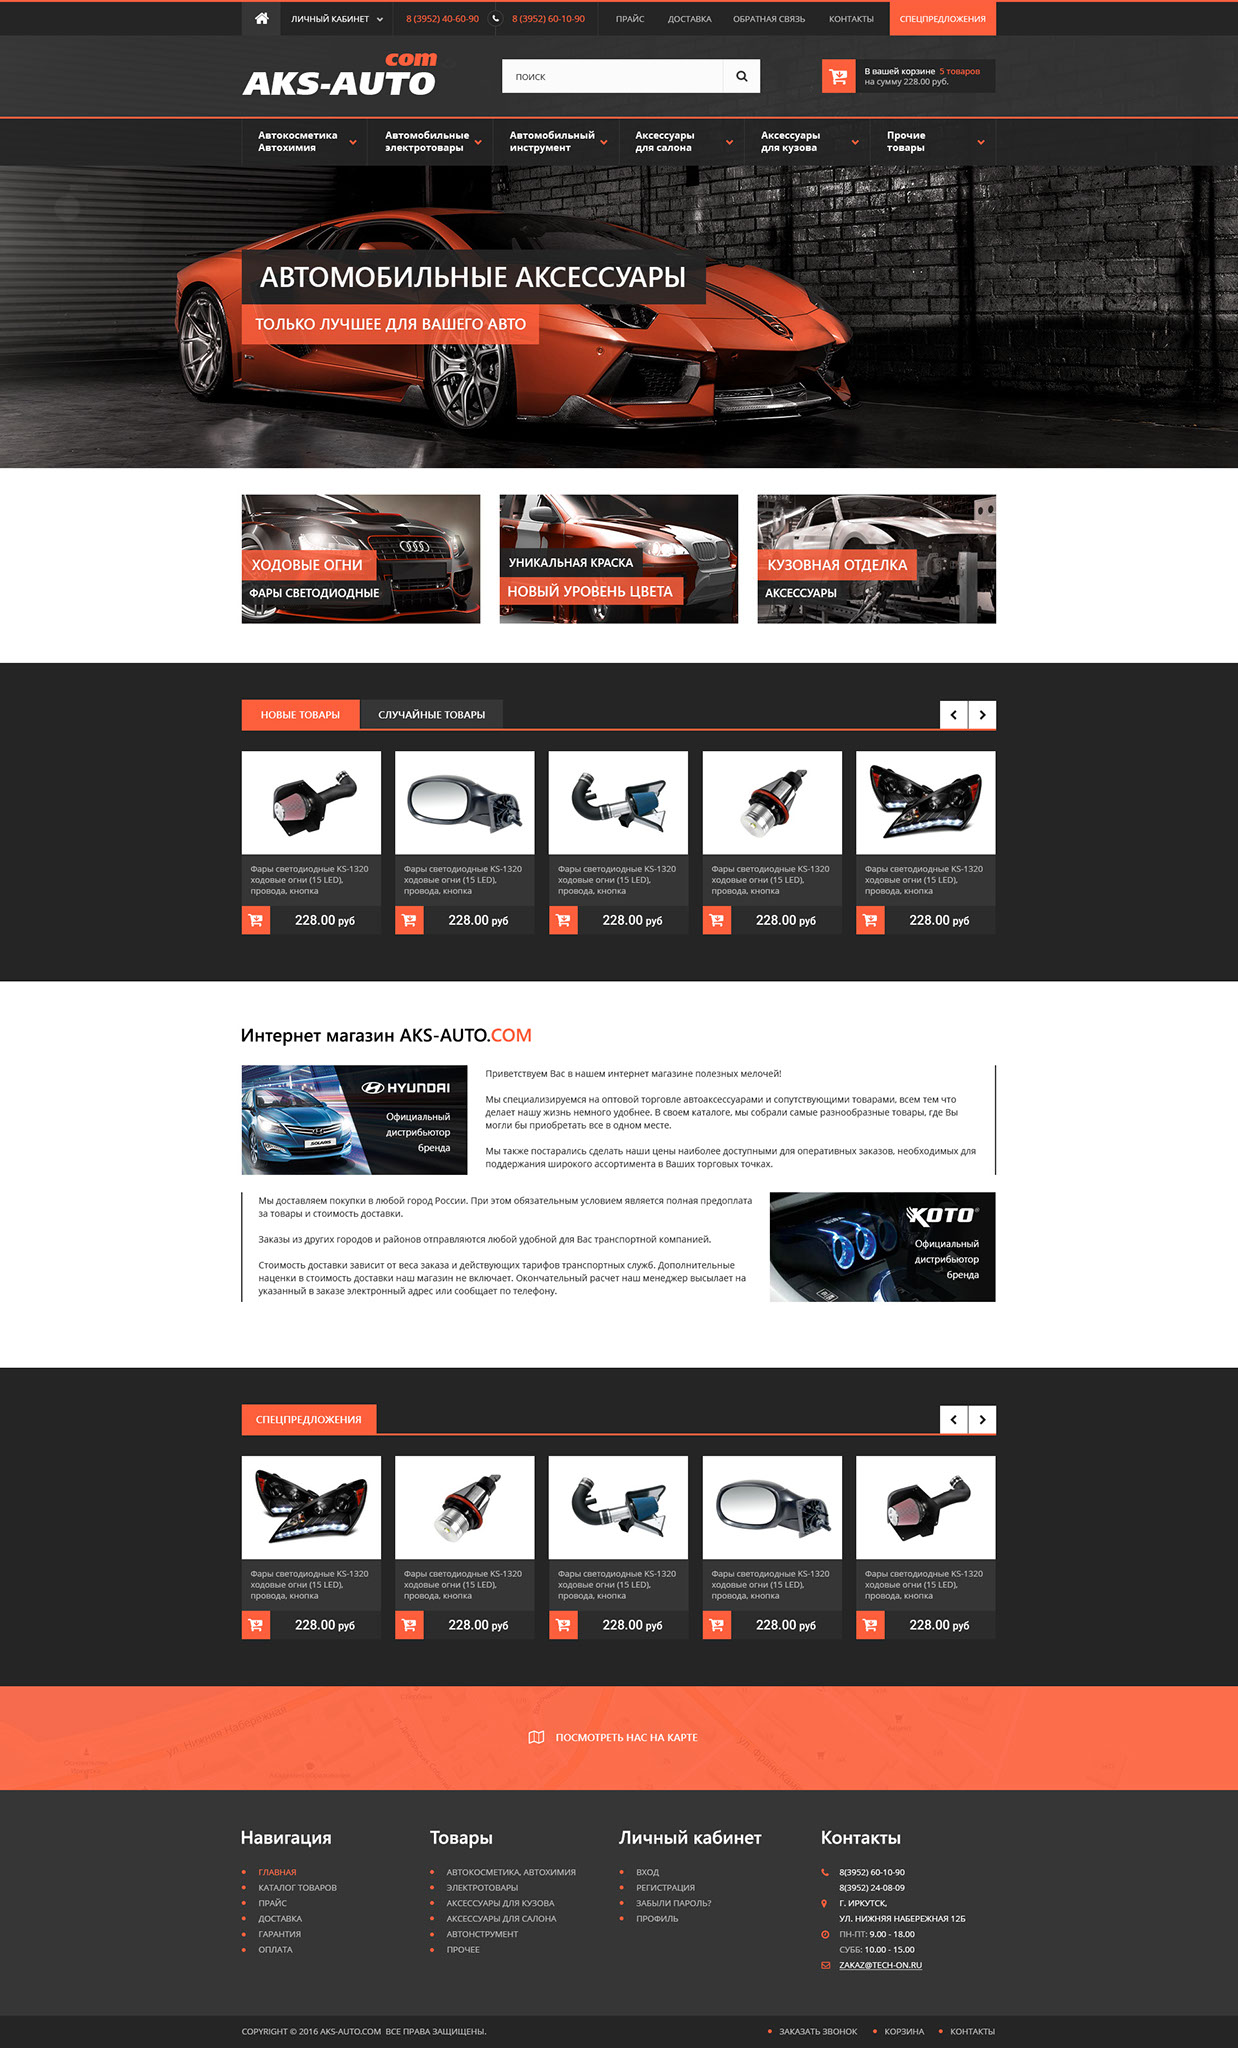 ЛИЧНЫЙ КАБИНЕТ
8 (3952) 40-60-90
8 (3952) 60-10-90
ПРАЙС
ДОСТАВКА
ОБРАТНАЯ СВЯЗЬ
КОНТАКТЫ
СПЕЦПРЕДЛОЖЕНИЯ
com
AKS-AUTO
ПОИСК
В вашей корзине 5 товаров
на сумму 228.00 руб.
Автокосметика
Автохимия
Автомобильные
электротовары
Автомобильный
инструмент
Аксессуары
для салона
Аксессуары
для кузова
Прочие
товары
АВТОМОБИЛЬНЫЕ АКСЕССУАРЫ
ТОЛЬКО ЛУЧШЕЕ ДЛЯ ВАШЕГО АВТО
ХОДОВЫЕ ОГНИ
ФАРЫ СВЕТОДИОДНЫЕ
УНИКАЛЬНАЯ КРАСКА
НОВЫЙ УРОВЕНЬ ЦВЕТА
КУЗОВНАЯ ОТДЕЛКА
АКСЕССУАРЫ
НОВЫЕ ТОВАРЫ
СЛУЧАЙНЫЕ ТОВАРЫ
Фары светодиодные KS-1320
ходовые огни (15 LED),
провода, кнопка
228.00 руб
Фары светодиодные KS-1320
ходовые огни (15 LED),
провода, кнопка
228.00 руб
Фары светодиодные KS-1320
ходовые огни (15 LED),
провода, кнопка
228.00 руб
Фары светодиодные KS-1320
ходовые огни (15 LED),
провода, кнопка
228.00 руб
Фары светодиодные KS-1320
ходовые огни (15 LED),
провода, кнопка
228.00 руб
Интернет магазин AKS-AUTO.COM
HYUNDAI
Официальный
дистрибьютор
бренда
SOLARIS
Приветствуем Вас в нашем интернет магазине полезных мелочей!
Мы специализируемся на оптовой торговле автоаксессуарами и сопутствующими товарами, всем тем что
делает нашу жизнь немного удобнее. В своем каталоге, мы собрали самые разнообразные товары, где Вы
могли бы приобретать все в одном месте.
Мы также постарались сделать наши цены наиболее доступными для оперативных заказов, необходимых для
поддержания широкого ассортимента в Ваших торговых точках.
Мы доставляем покупки в любой город России. При этом обязательным условием является полная предоплата
за товары и стоимость доставки.
Заказы из других городов и районов отправляются любой удобной для Вас транспортной компанией.
Стоимость доставки зависит от веса заказа и действующих тарифов транспортных служб. Дополнительные
наценки в стоимость доставки наш магазин не включает. Окончательный расчет наш менеджер высылает на
указанный в заказе электронный адрес или сообщает по телефону.
KOTO
Официальный
дистрибьютор
бренда
СПЕЦПРЕДЛОЖЕНИЯ
Фары светодиодные KS-1320
ходовые огни (15 LED),
провода, кнопка
228.00 руб
Фары светодиодные KS-1320
ходовые огни (15 LED),
провода, кнопка
228.00 руб
Фары светодиодные KS-1320
ходовые огни (15 LED),
провода, кнопка
228.00 руб
Фары светодиодные KS-1320
ходовые огни (15 LED),
провода, кнопка
228.00 руб
Фары светодиодные KS-1320
ходовые огни (15 LED),
провода, кнопка
228.00 руб
ул. Нижняя Набережная
ПОСМОТРЕТЬ НАС НА КАРТЕ
Навигация
ГЛАВНАЯ
КАТАЛОГ ТОВАРОВ
ПРАЙС
ДОСТАВКА
ГАРАНТИЯ
ОПЛАТА
Товары
АВТОКОСМЕТИКА, АВТОХИМИЯ
ЭЛЕКТРОТОВАРЫ
АКСЕССУАРЫ ДЛЯ КУЗОВА
АКСЕССУАРЫ ДЛЯ САЛОНА
АВТОНСТРУМЕНТ
ПРОЧЕЕ
Личный кабинет
ВХОД
РЕГИСТРАЦИЯ
ЗАБЫЛИ ПАРОЛЬ?
ПРОФИЛЬ
Контакты
8(3952) 60-10-90
8(3952) 24-08-09
Г. ИРКУТСК,
УЛ. НИЖНЯЯ НАБЕРЕЖНАЯ 12Б
ПН-ПТ: 9.00 - 18.00
СУББ: 10.00 - 15.00
ZAKAZ@TECH-ON.RU
COPYRIGHT © 2016 AKS-AUTO.COM ВСЕ ПРАВА ЗАЩИЩЕНЫ.
ЗАКАЗАТЬ ЗВОНОК
КОРЗИНА
КОНТАКТЫ